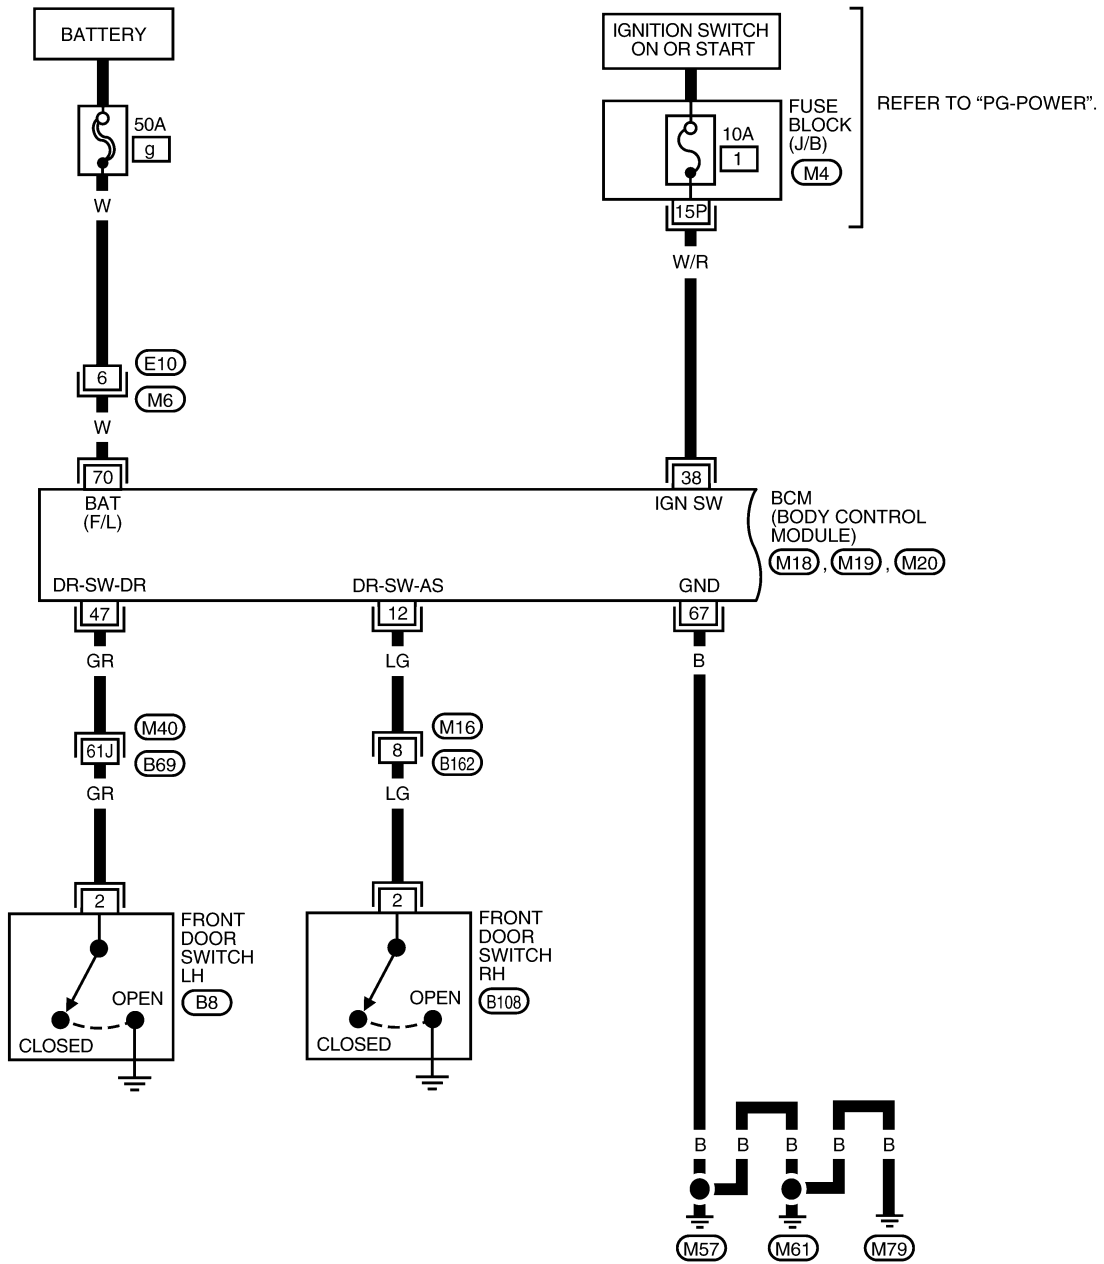 BATTERY
50A
g
W
6
E10
M6
W
70
IGNITION SWITCH
ON OR START
FUSE
BLOCK
(J/B)
M4
10A
1
15P
REFER TO “PG-POWER”.
W/R
38
BAT
(F/L)
IGN SW
BCM
(BODY CONTROL
MODULE)
M18 , M19 , M20
DR-SW-DR
DR-SW-AS
GND
47
12
67
GR
LG
B
61J
M40
B69
8
M16
B162
GR
LG
2
2
FRONT
DOOR
SWITCH
LH
B8
OPEN
CLOSED
FRONT
DOOR
SWITCH
RH
B108
OPEN
CLOSED
B B B B B
M57 M61 M79